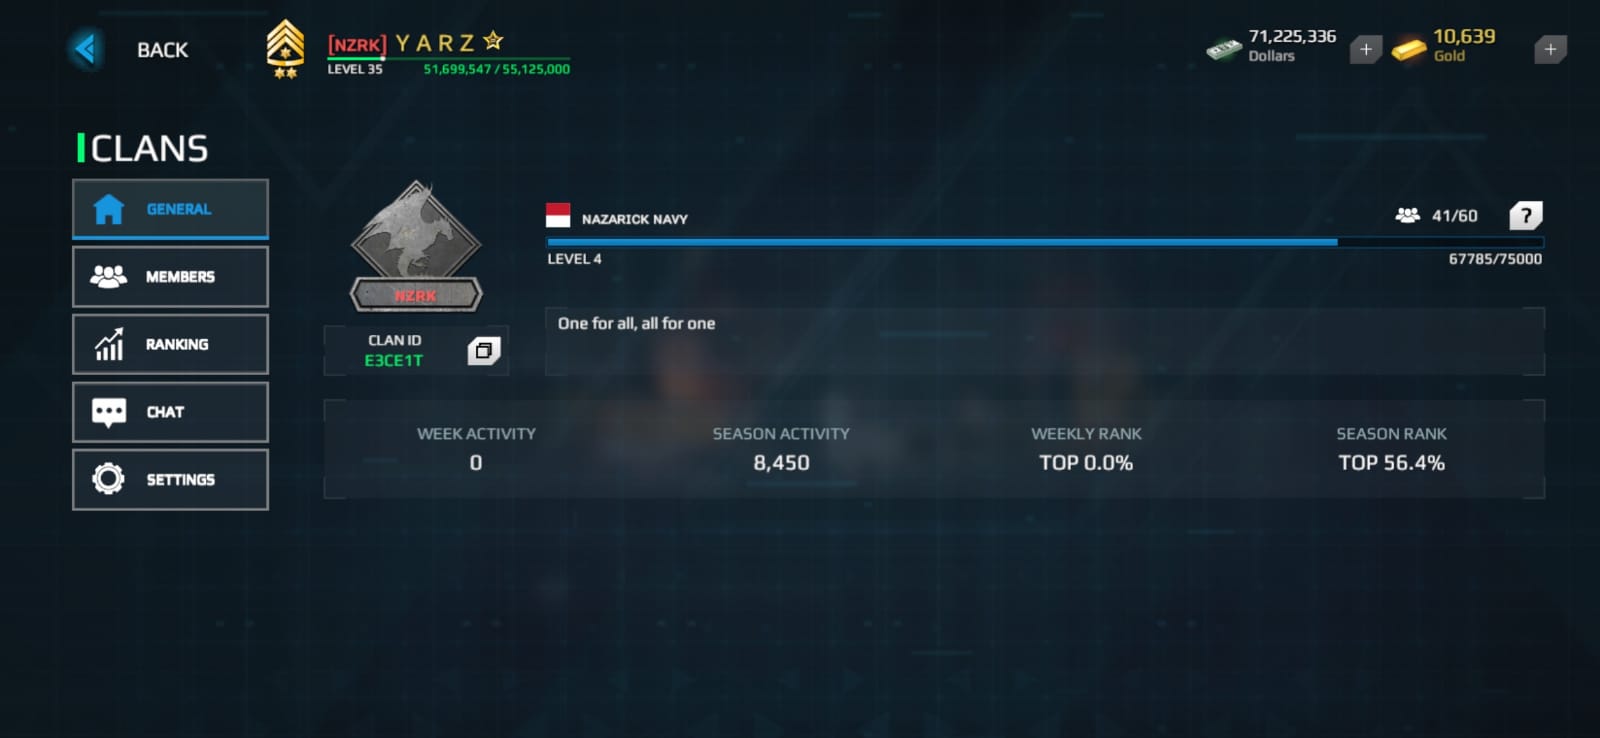 BACK
[NZRK] Y A R Z
LEVEL 35
51,699,547 / 55,125,000
71,225,336
Dollars
10,639
Gold
CLANS
GENERAL
MEMBERS
RANKING
CHAT
SETTINGS
NZRK
CLAN ID
E3CE1T
NAZARICK NAVY
41/60
?
LEVEL 4
67785/75000
One for all, all for one
WEEK ACTIVITY
0
SEASON ACTIVITY
8,450
WEEKLY RANK
TOP 0.0%
SEASON RANK
TOP 56.4%